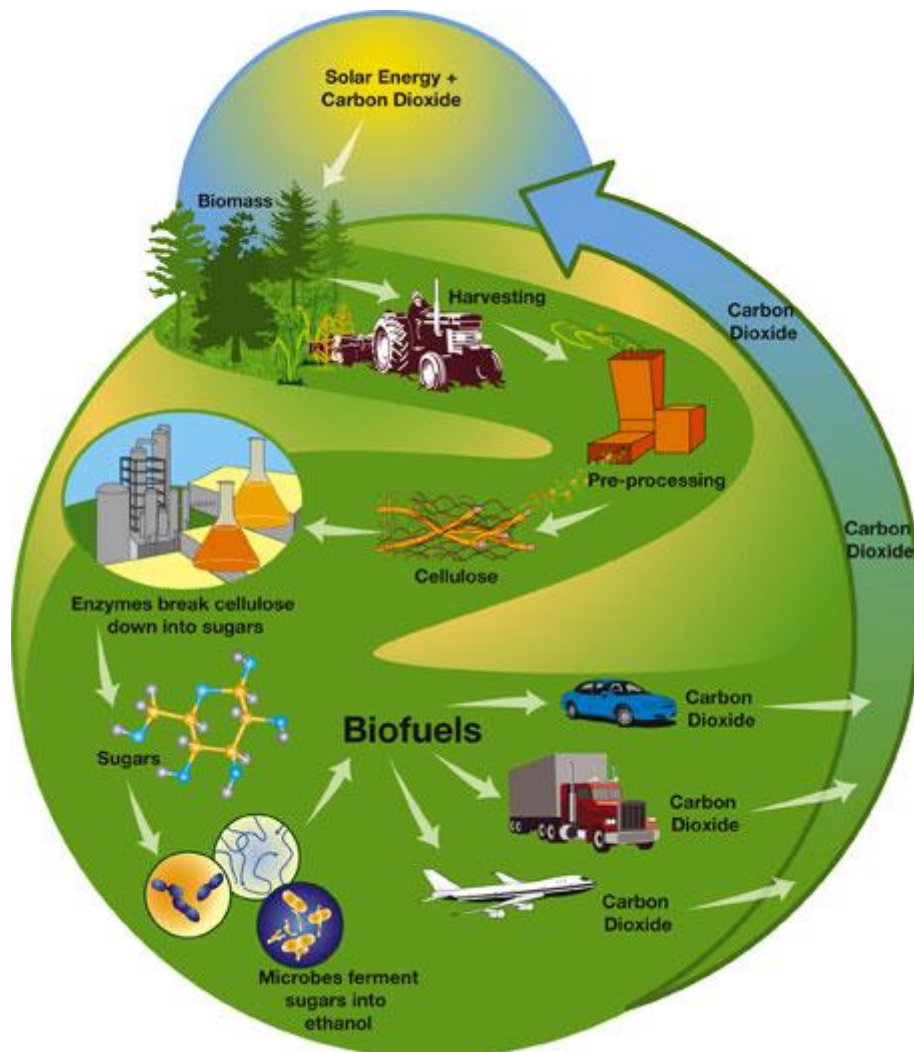 Solar Energy +
Carbon Dioxide
Biomass
Harvesting
Carbon
Dioxide
Pre-processing
Carbon
Dioxide
Cellulose
Enzymes break cellulose
down into sugars
Sugars
Biofuels
Carbon
Dioxide
Carbon
Dioxide
Carbon
Dioxide
Microbes ferment
sugars into
ethanol